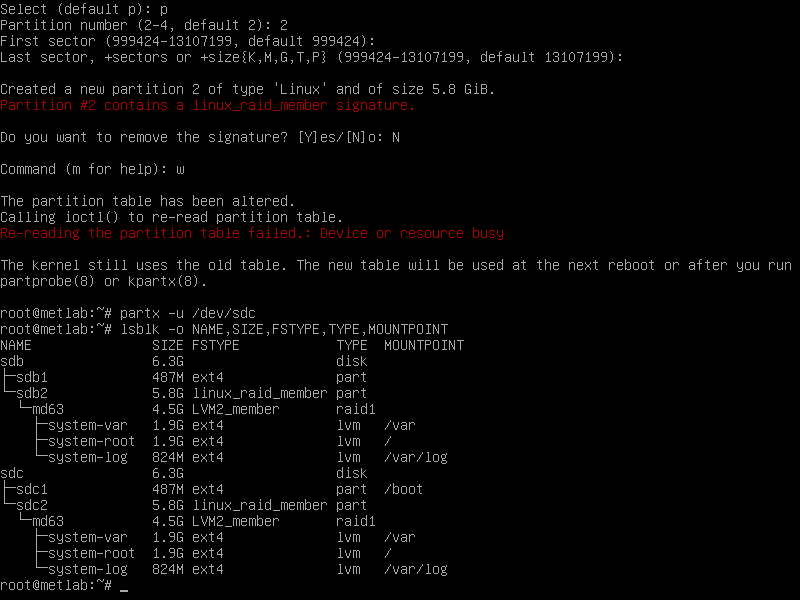 Select (default p): p
Partition number (2-4, default 2): 2
First sector (999424-13107199, default 999424):
Last sector, +sectors or +size{K,M,G,T,P} (999424-13107199, default 13107199):

Created a new partition 2 of type 'Linux' and of size 5.8 GiB.
Partition #2 contains a linux_raid_member signature.

Do you want to remove the signature? [Y]es/[N]o: N

Command (m for help): w

The partition table has been altered.
Calling ioctl() to re-read partition table.
Re-reading the partition table failed.: Device or resource busy

The kernel still uses the old table. The new table will be used at the next reboot or after you run
partprobe(8) or kpartx(8).

root@metlab:~# partx -u /dev/sdc
root@metlab:~# lsblk -o NAME,SIZE,FSTYPE,TYPE,MOUNTPOINT
NAME               SIZE FSTYPE            TYPE  MOUNTPOINT
sdb                6.3G                   disk
├─sdb1             487M ext4              part
└─sdb2             5.8G linux_raid_member part
  └─md63           4.5G LVM2_member       raid1
    ├─system-var   1.9G ext4              lvm   /var
    ├─system-root  1.9G ext4              lvm   /
    └─system-log   824M ext4              lvm   /var/log
sdc                6.3G                   disk
├─sdc1             487M ext4              part  /boot
└─sdc2             5.8G linux_raid_member part
  └─md63           4.5G LVM2_member       raid1
    ├─system-var   1.9G ext4              lvm   /var
    ├─system-root  1.9G ext4              lvm   /
    └─system-log   824M ext4              lvm   /var/log
root@metlab:~# _